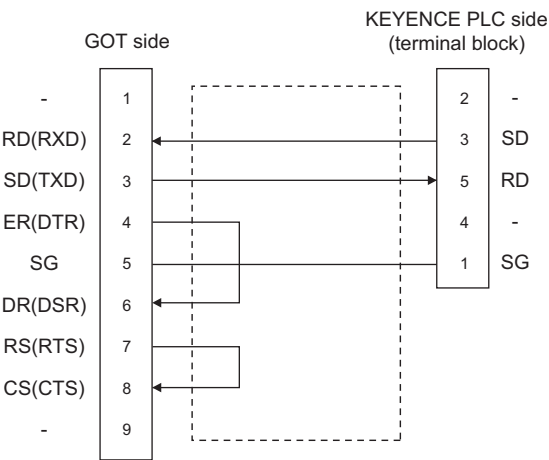 KEYENCE PLC side
(terminal block)
GOT side
- 1 2 -
RD(RXD) 2 3 SD
SD(TXD) 3 5 RD
ER(DTR) 4 4 -
SG 5 1 SG
DR(DSR) 6
RS(RTS) 7
CS(CTS) 8
- 9